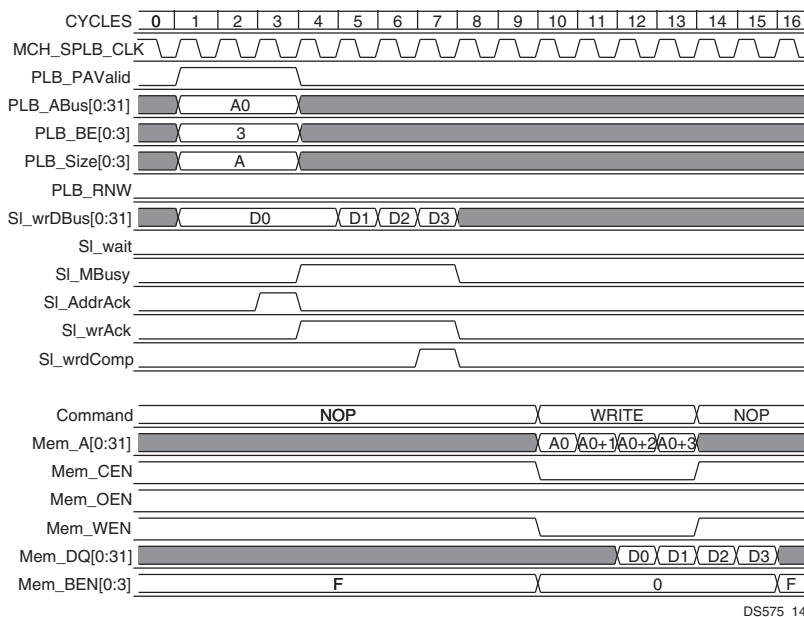 CYCLES 0 1 2 3 4 5 6 7 8 9 10 11 12 13 14 15 16
MCH_SPLB_CLK
PLB_PAValid
PLB_ABus[0:31] A0
PLB_BE[0:3] 3
PLB_Size[0:3] A
PLB_RNW
Sl_wrDBus[0:31] D0 D1 D2 D3
Sl_wait
Sl_MBusy
Sl_AddrAck
Sl_wrAck
Sl_wrdComp
Command NOP WRITE NOP
Mem_A[0:31] A0 A0+1 A0+2 A0+3
Mem_CEN
Mem_OEN
Mem_WEN
Mem_DQ[0:31] D0 D1 D2 D3
Mem_BEN[0:3] F 0 F
DS575_14